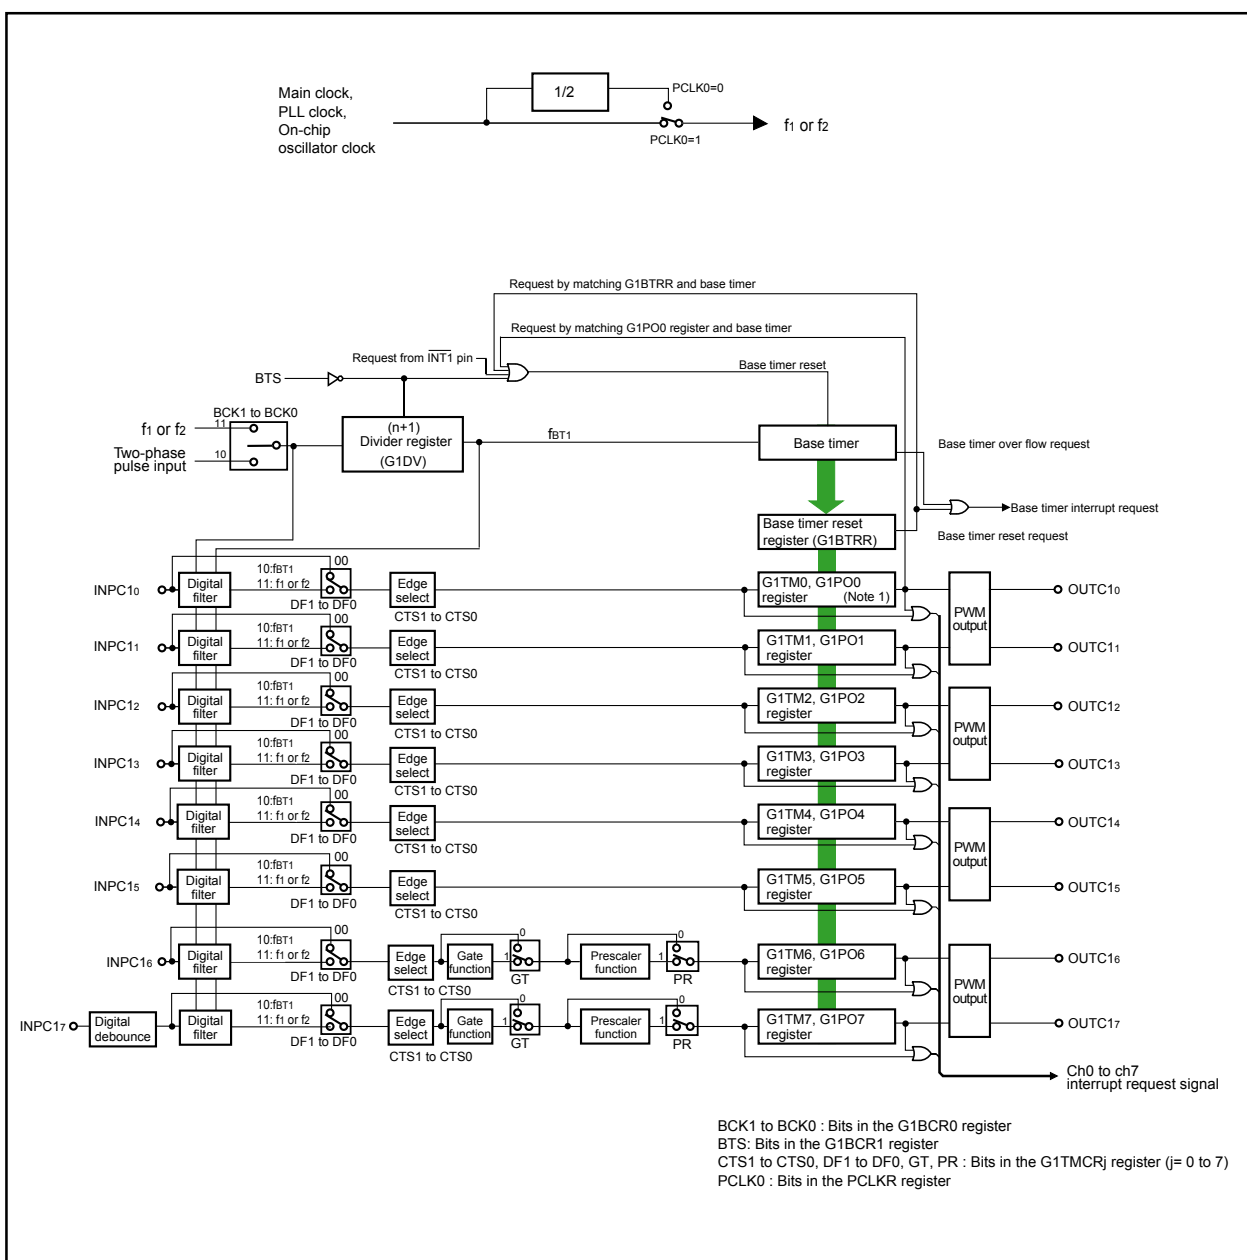 Main clock,
PLL clock,
On-chip
oscillator clock
1/2
PCLK0=0
PCLK0=1
f1 or f2
Request by matching G1BTRR and base timer
Request by matching G1PO0 register and base timer
Request from INT1 pin
Base timer reset
BTS
BCK1 to BCK0
f1 or f2
11
Two-phase
pulse input
10
(n+1)
Divider register
(G1DV)
fBT1
Base timer
Base timer over flow request
Base timer interrupt request
Base timer reset
register (G1BTRR)
Base timer reset request
INPC10
Digital
filter
10:fBT1
11: f1 or f2
00
DF1 to DF0
Edge
select
CTS1 to CTS0
G1TM0, G1PO0
register
(Note 1)
PWM
output
OUTC10
INPC11
Digital
filter
10:fBT1
11: f1 or f2
00
DF1 to DF0
Edge
select
CTS1 to CTS0
G1TM1, G1PO1
register
OUTC11
INPC12
Digital
filter
10:fBT1
11: f1 or f2
00
DF1 to DF0
Edge
select
CTS1 to CTS0
G1TM2, G1PO2
register
PWM
output
OUTC12
INPC13
Digital
filter
10:fBT1
11: f1 or f2
00
DF1 to DF0
Edge
select
CTS1 to CTS0
G1TM3, G1PO3
register
OUTC13
INPC14
Digital
filter
10:fBT1
11: f1 or f2
00
DF1 to DF0
Edge
select
CTS1 to CTS0
G1TM4, G1PO4
register
PWM
output
OUTC14
INPC15
Digital
filter
10:fBT1
11: f1 or f2
00
DF1 to DF0
Edge
select
CTS1 to CTS0
G1TM5, G1PO5
register
OUTC15
INPC16
Digital
filter
10:fBT1
11: f1 or f2
00
DF1 to DF0
Edge
select
CTS1 to CTS0
Gate
function
0
1
GT
Prescaler
function
0
1
PR
G1TM6, G1PO6
register
PWM
output
OUTC16
INPC17
Digital
debounce
Digital
filter
10:fBT1
11: f1 or f2
00
DF1 to DF0
Edge
select
CTS1 to CTS0
Gate
function
0
1
GT
Prescaler
function
0
1
PR
G1TM7, G1PO7
register
OUTC17
Ch0 to ch7
interrupt request signal
BCK1 to BCK0 : Bits in the G1BCR0 register
BTS: Bits in the G1BCR1 register
CTS1 to CTS0, DF1 to DF0, GT, PR : Bits in the G1TMCRj register (j= 0 to 7)
PCLK0 : Bits in the PCLKR register